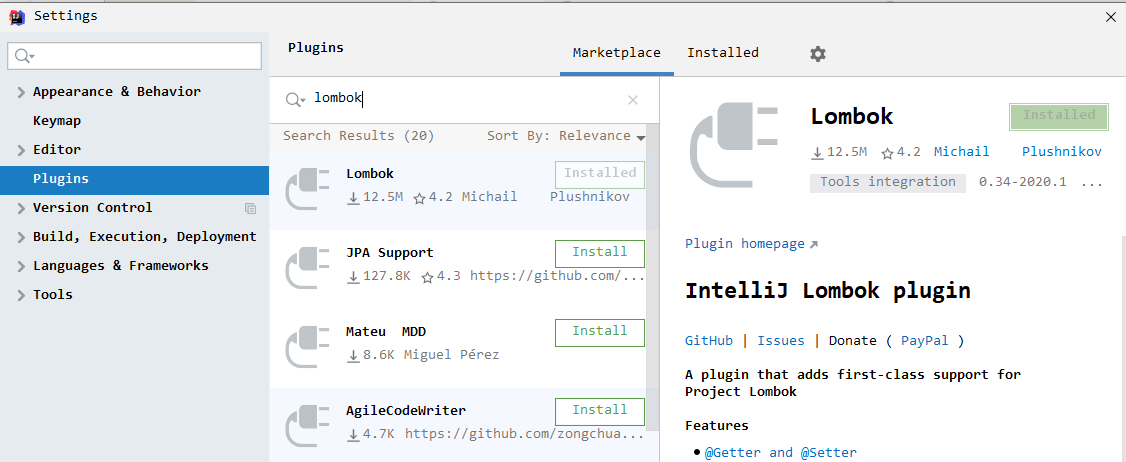 Settings
Plugins
Marketplace
Installed
Appearance & Behavior
Keymap
Editor
Plugins
Version Control
Build, Execution, Deployment
Languages & Frameworks
Tools
lombok
Search Results (20)
Sort By: Relevance
Lombok
Installed
12.5M 4.2 Michail Plushnikov
JPA Support
Install
127.8K 4.3 https://github.com/...
Mateu MDD
Install
8.6K Miguel Pérez
AgileCodeWriter
Install
4.7K https://github.com/zongchua...
Lombok
Installed
12.5M 4.2 Michail Plushnikov
Tools integration 0.34-2020.1 ...
Plugin homepage
IntelliJ Lombok plugin
GitHub | Issues | Donate ( PayPal )
A plugin that adds first-class support for
Project Lombok
Features
@Getter and @Setter